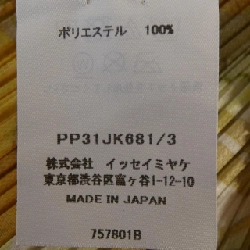 ポリエステル 100%
PP31JK681/3
株式会社 イッセイミヤケ
東京都渋谷区富ヶ谷1-12-10
MADE IN JAPAN
757801B